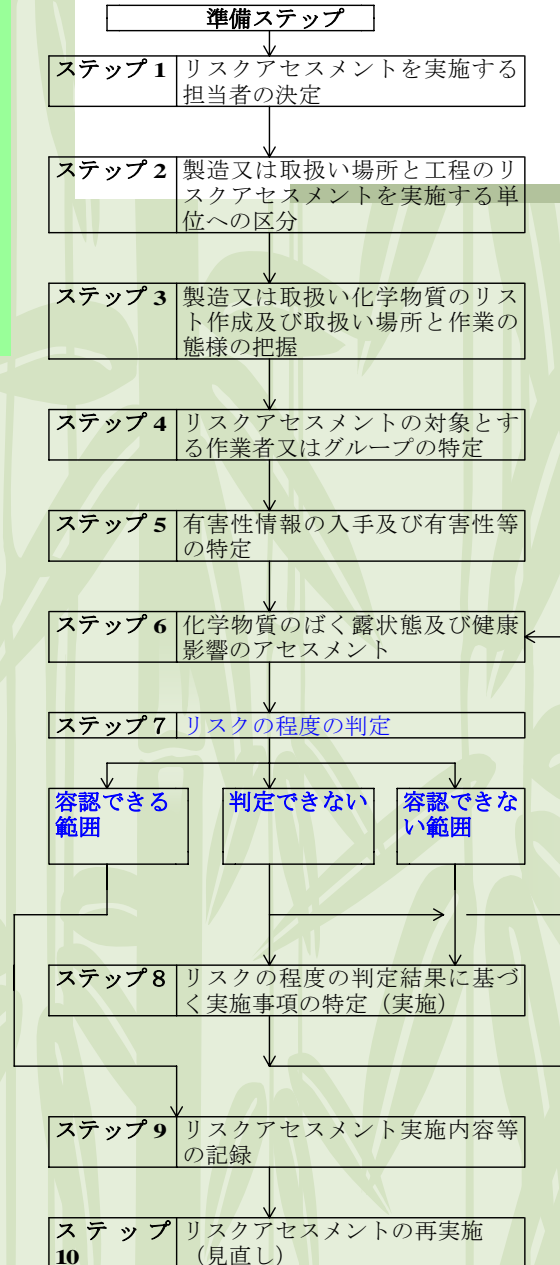 準備ステップ
ステップ 1 リスクアセスメントを実施する
担当者の決定
ステップ 2 製造又は取扱い場所と工程のリ
スクアセスメントを実施する単
位への区分
ステップ 3 製造又は取扱い化学物質のリス
ト作成及び取扱い場所と作業の
態様の把握
ステップ 4 リスクアセスメントの対象とす
る作業者又はグループの特定
ステップ 5 有害性情報の入手及び有害性等
の特定
ステップ 6 化学物質のばく露状態及び健康
影響のアセスメント
ステップ７ リスクの程度の判定
容認できる
範囲
判定できない
容認できな
い範囲
ステップ８ リスクの程度の判定結果に基づ
く実施事項の特定（実施）
ステップ 9 リスクアセスメント実施内容等
の記録
ステップ リスクアセスメントの再実施
10 （見直し）